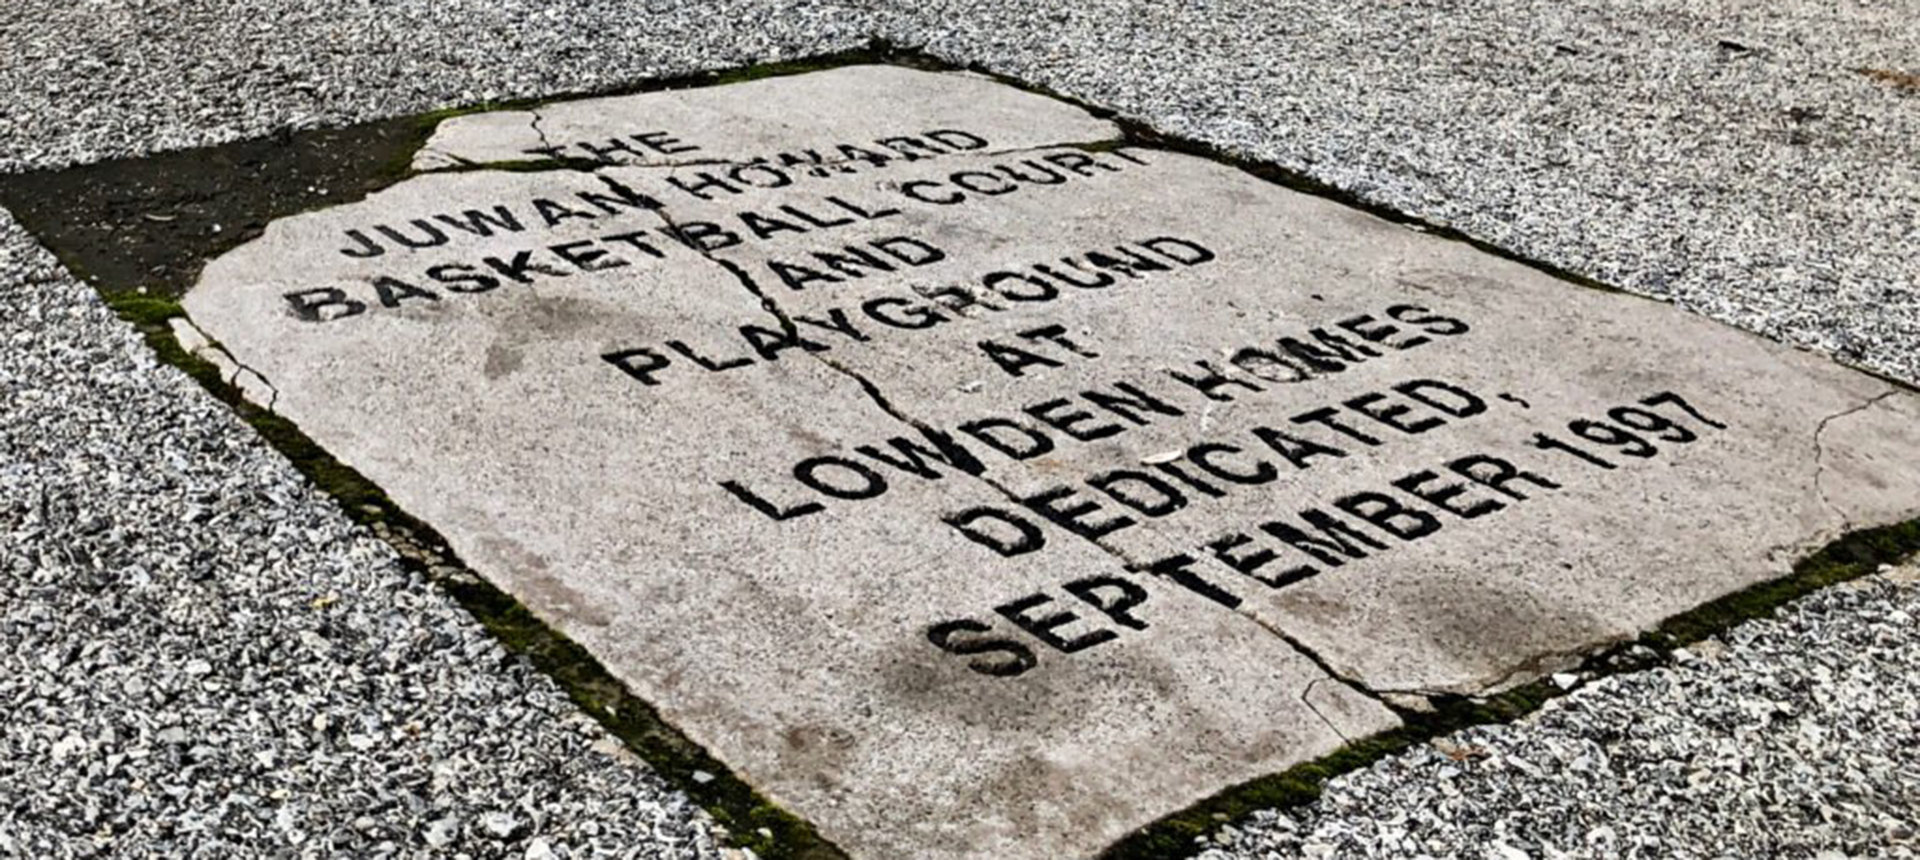 THE
JUWAN HOWARD
BASKETBALL COURT
AND
PLAYGROUND
AT
LOWDEN HOMES
DEDICATED,
SEPTEMBER 1997